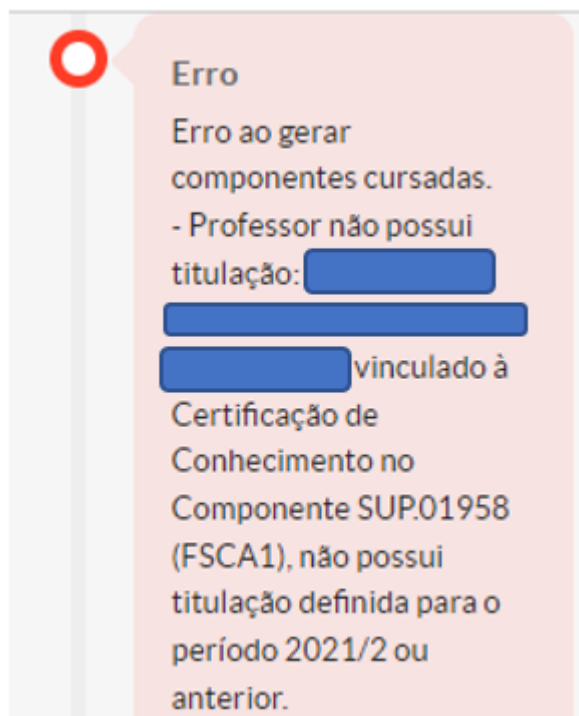 Erro
Erro ao gerar
componentes cursadas.
- Professor não possui
titulação:
vinculado à
Certificação de
Conhecimento no
Componente SUP.01958
(FSCA1), não possui
titulação definida para o
período 2021/2 ou
anterior.